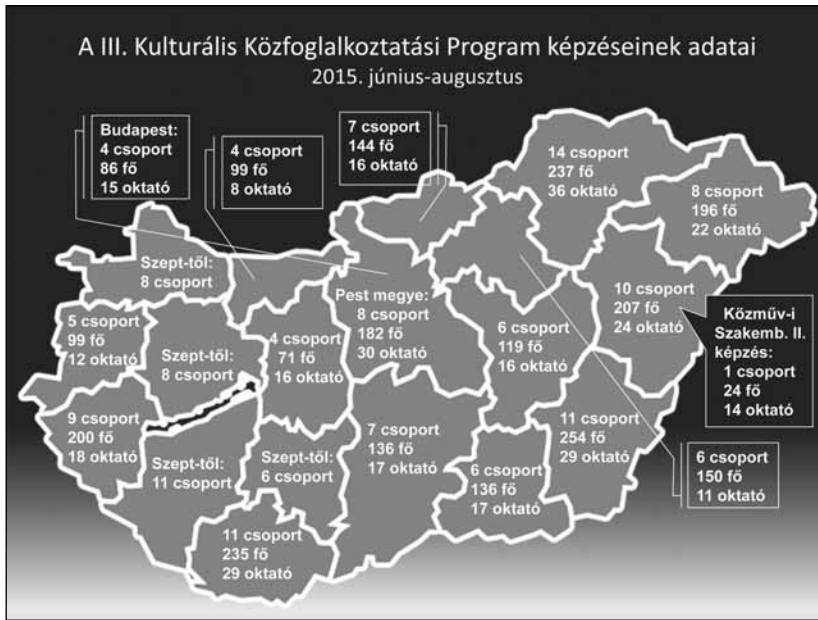 A III. Kulturális Közfoglalkoztatási Program képzéseinek adatai
2015. június-augusztus
Budapest:
4 csoport
86 fő
15 oktató
4 csoport
99 fő
8 oktató
7 csoport
144 fő
16 oktató
14 csoport
237 fő
36 oktató
8 csoport
196 fő
22 oktató
Szept-től:
8 csoport
Pest megye:
8 csoport
182 fő
30 oktató
10 csoport
207 fő
24 oktató
Közműv-i
Szakemb. II.
képzés:
1 csoport
24 fő
14 oktató
5 csoport
99 fő
12 oktató
Szept-től:
8 csoport
4 csoport
71 fő
16 oktató
6 csoport
119 fő
16 oktató
9 csoport
200 fő
18 oktató
Szept-től:
11 csoport
Szept-től:
6 csoport
7 csoport
136 fő
17 oktató
6 csoport
136 fő
17 oktató
11 csoport
254 fő
29 oktató
6 csoport
150 fő
11 oktató
11 csoport
235 fő
29 oktató